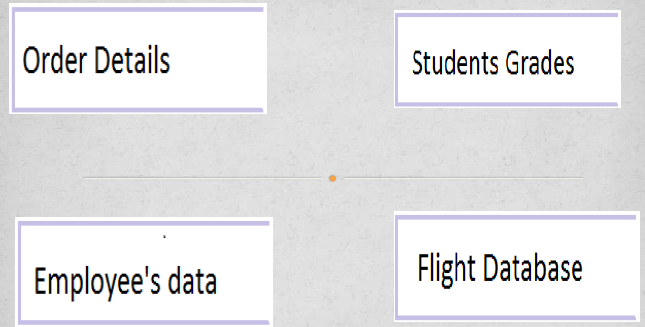 Order Details
Students Grades
Employee's data
Flight Database